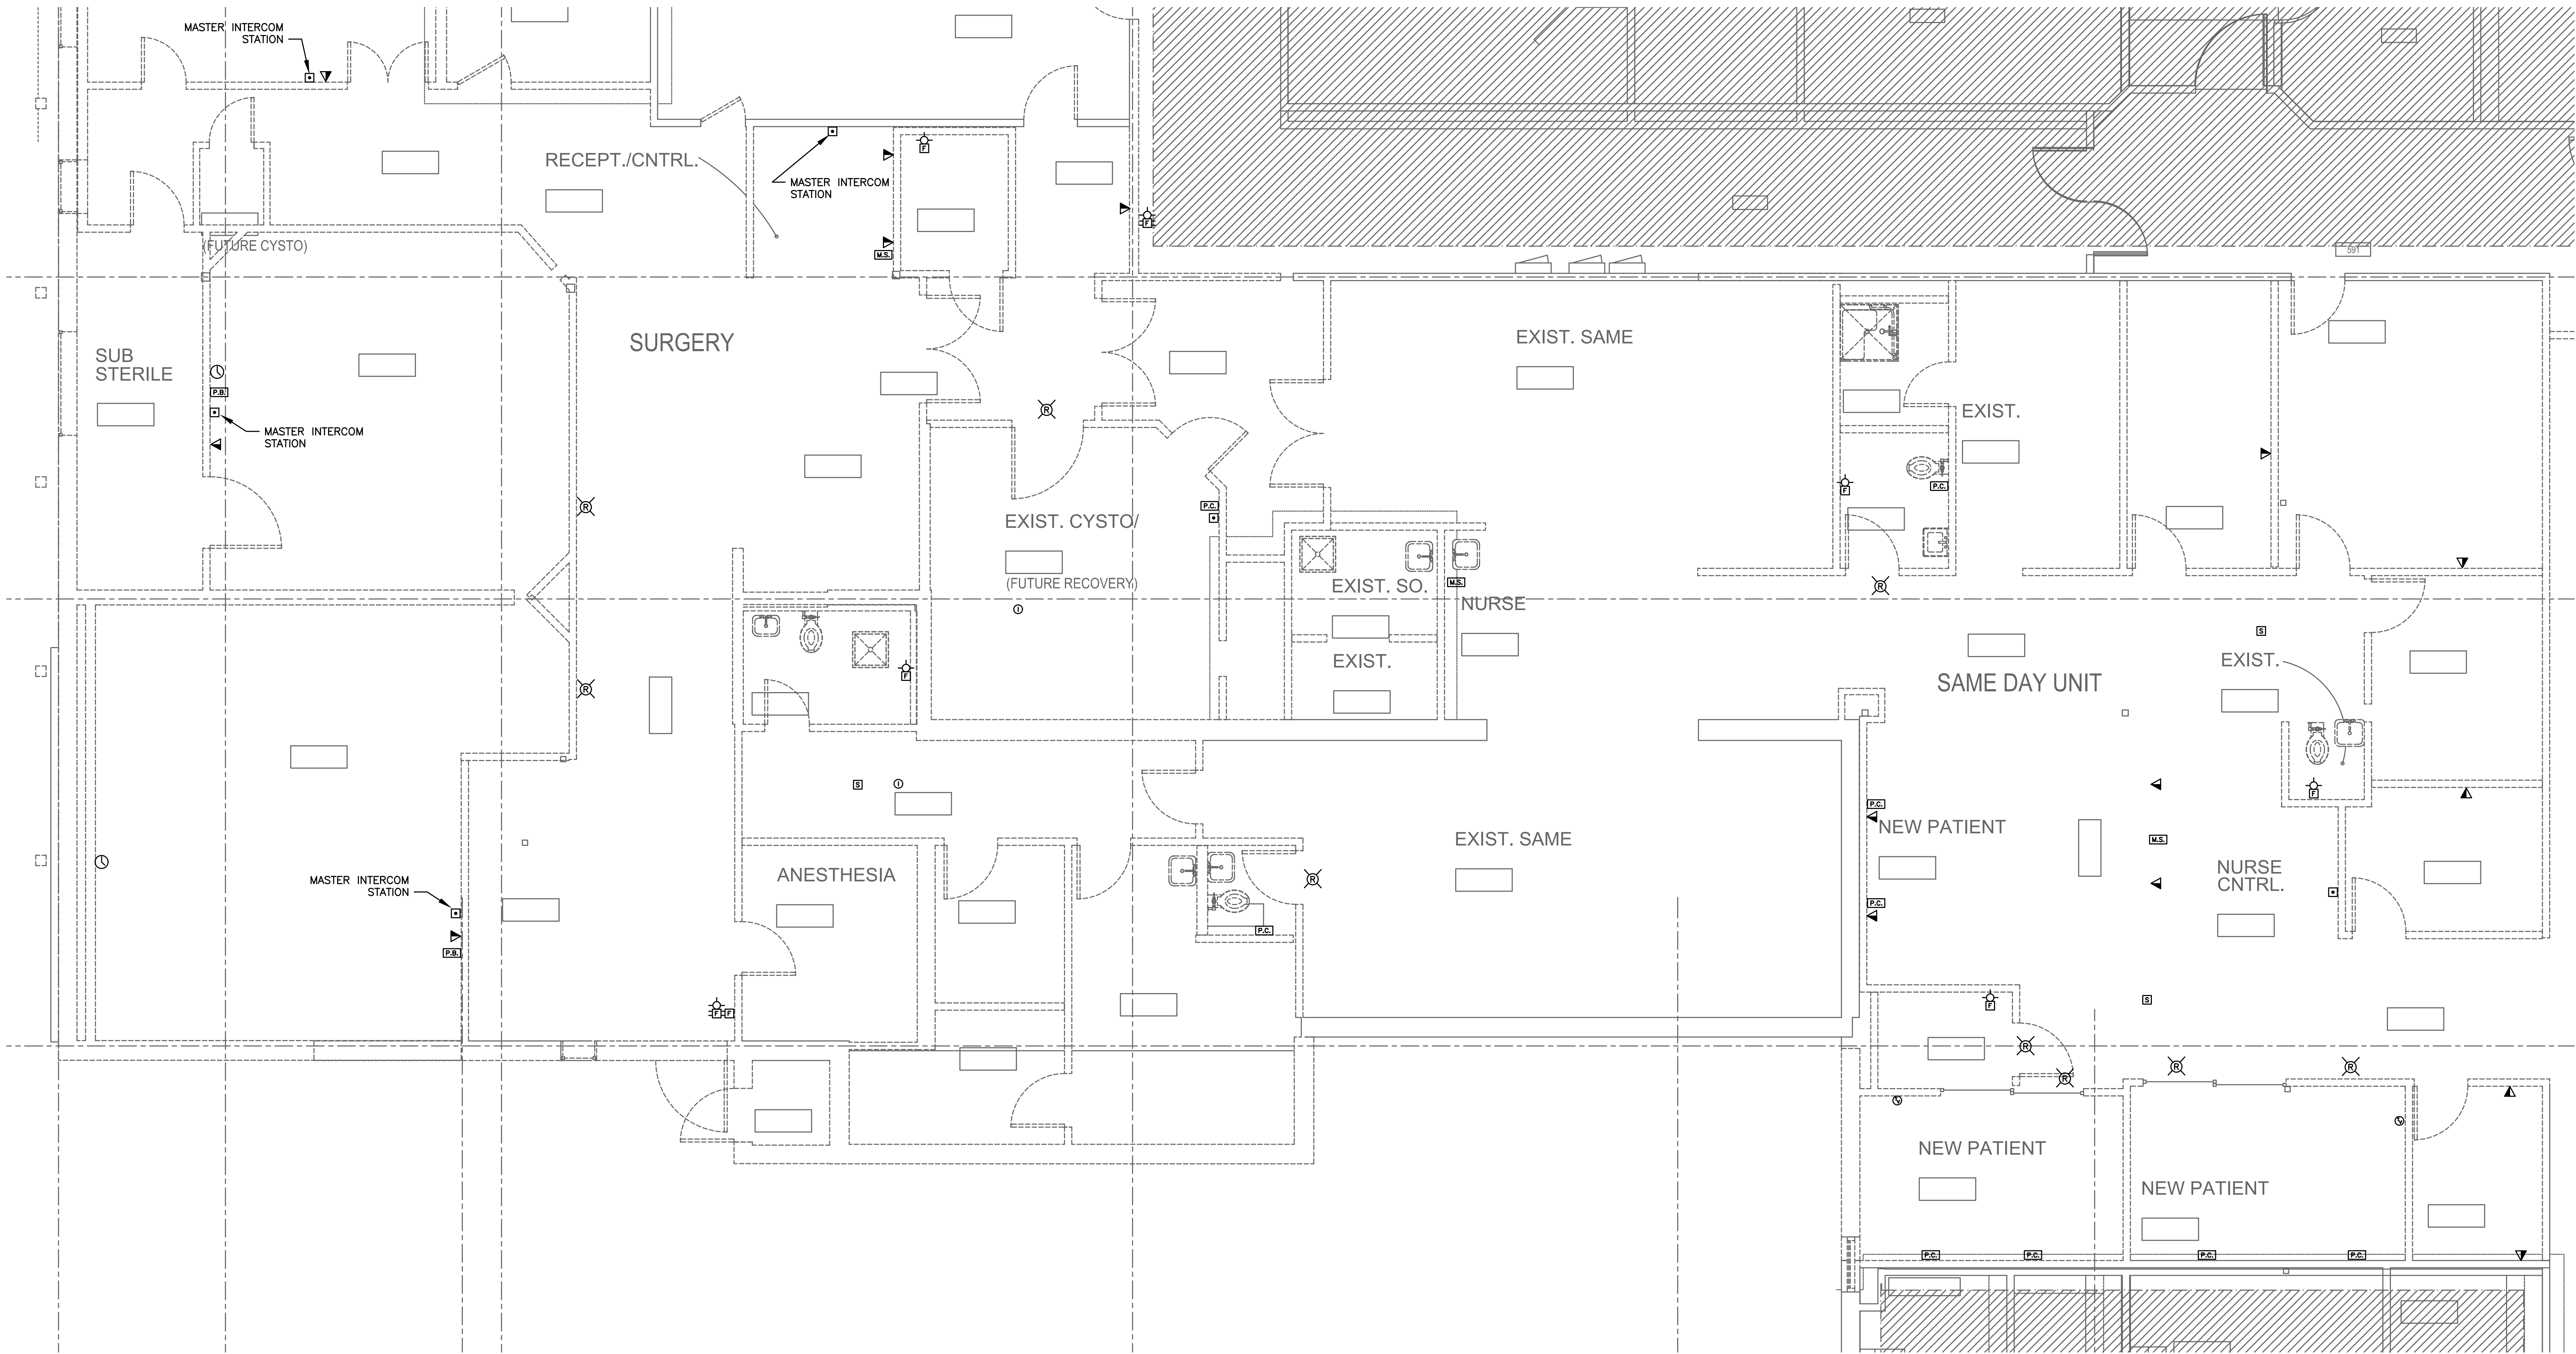 MASTER INTERCOM
STATION
RECEPT./CNTRL.
MASTER INTERCOM
STATION
F
F
M.S.
(FUTURE CYSTO)
591
SURGERY
EXIST. SAME
SUB
STERILE
P.B.
MASTER INTERCOM
STATION
R
EXIST.
F
P.C.
R
P.C.
EXIST. CYSTO/
(FUTURE RECOVERY)
I
EXIST. SO.
M.S.
NURSE
R
EXIST.
S
EXIST.
SAME DAY UNIT
F
R
S
I
F
P.C.
NEW PATIENT
EXIST. SAME
M.S.
NURSE
CNTRL.
ANESTHESIA
R
MASTER INTERCOM
STATION
P.C.
P.C.
P.B.
F
F
F
S
R
R
R
R
NEW PATIENT
NEW PATIENT
P.C.
P.C.
P.C.
P.C.